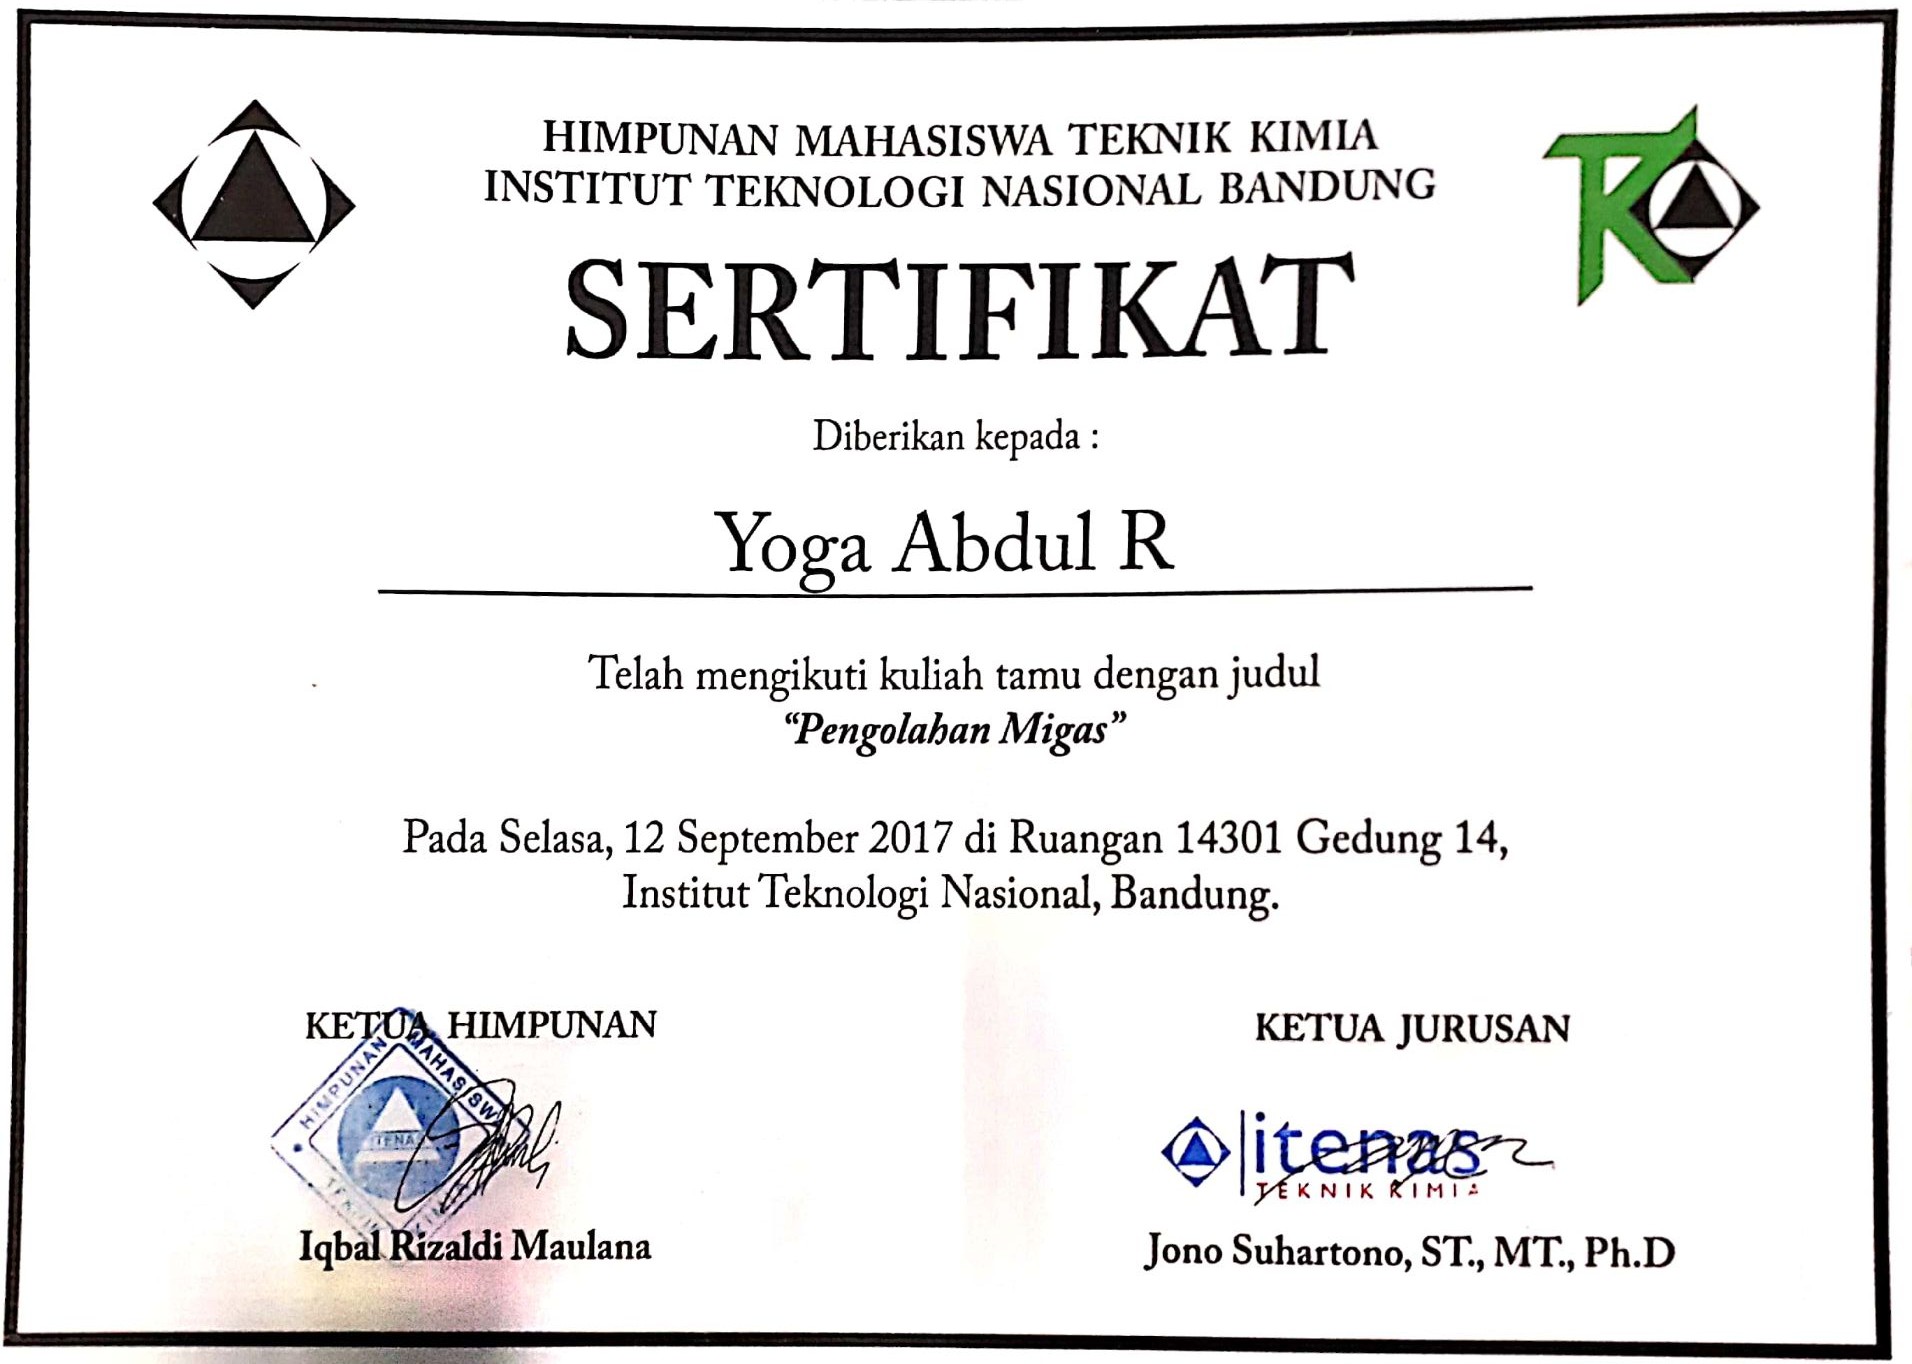 HIMPUNAN MAHASISWA TEKNIK KIMIA
INSTITUT TEKNOLOGI NASIONAL BANDUNG
SERTIFIKAT
Diberikan kepada :
Yoga Abdul R
Telah mengikuti kuliah tamu dengan judul
“Pengolahan Migas”
Pada Selasa, 12 September 2017 di Ruangan 14301 Gedung 14,
Institut Teknologi Nasional, Bandung.
KETUA HIMPUNAN
HIMPUNAN MAHASISWA
ITENAS
TEKNIK KIMIA
Iqbal Rizaldi Maulana
KETUA JURUSAN
itenas
TEKNIK KIMIA
Jono Suhartono, ST., MT., Ph.D